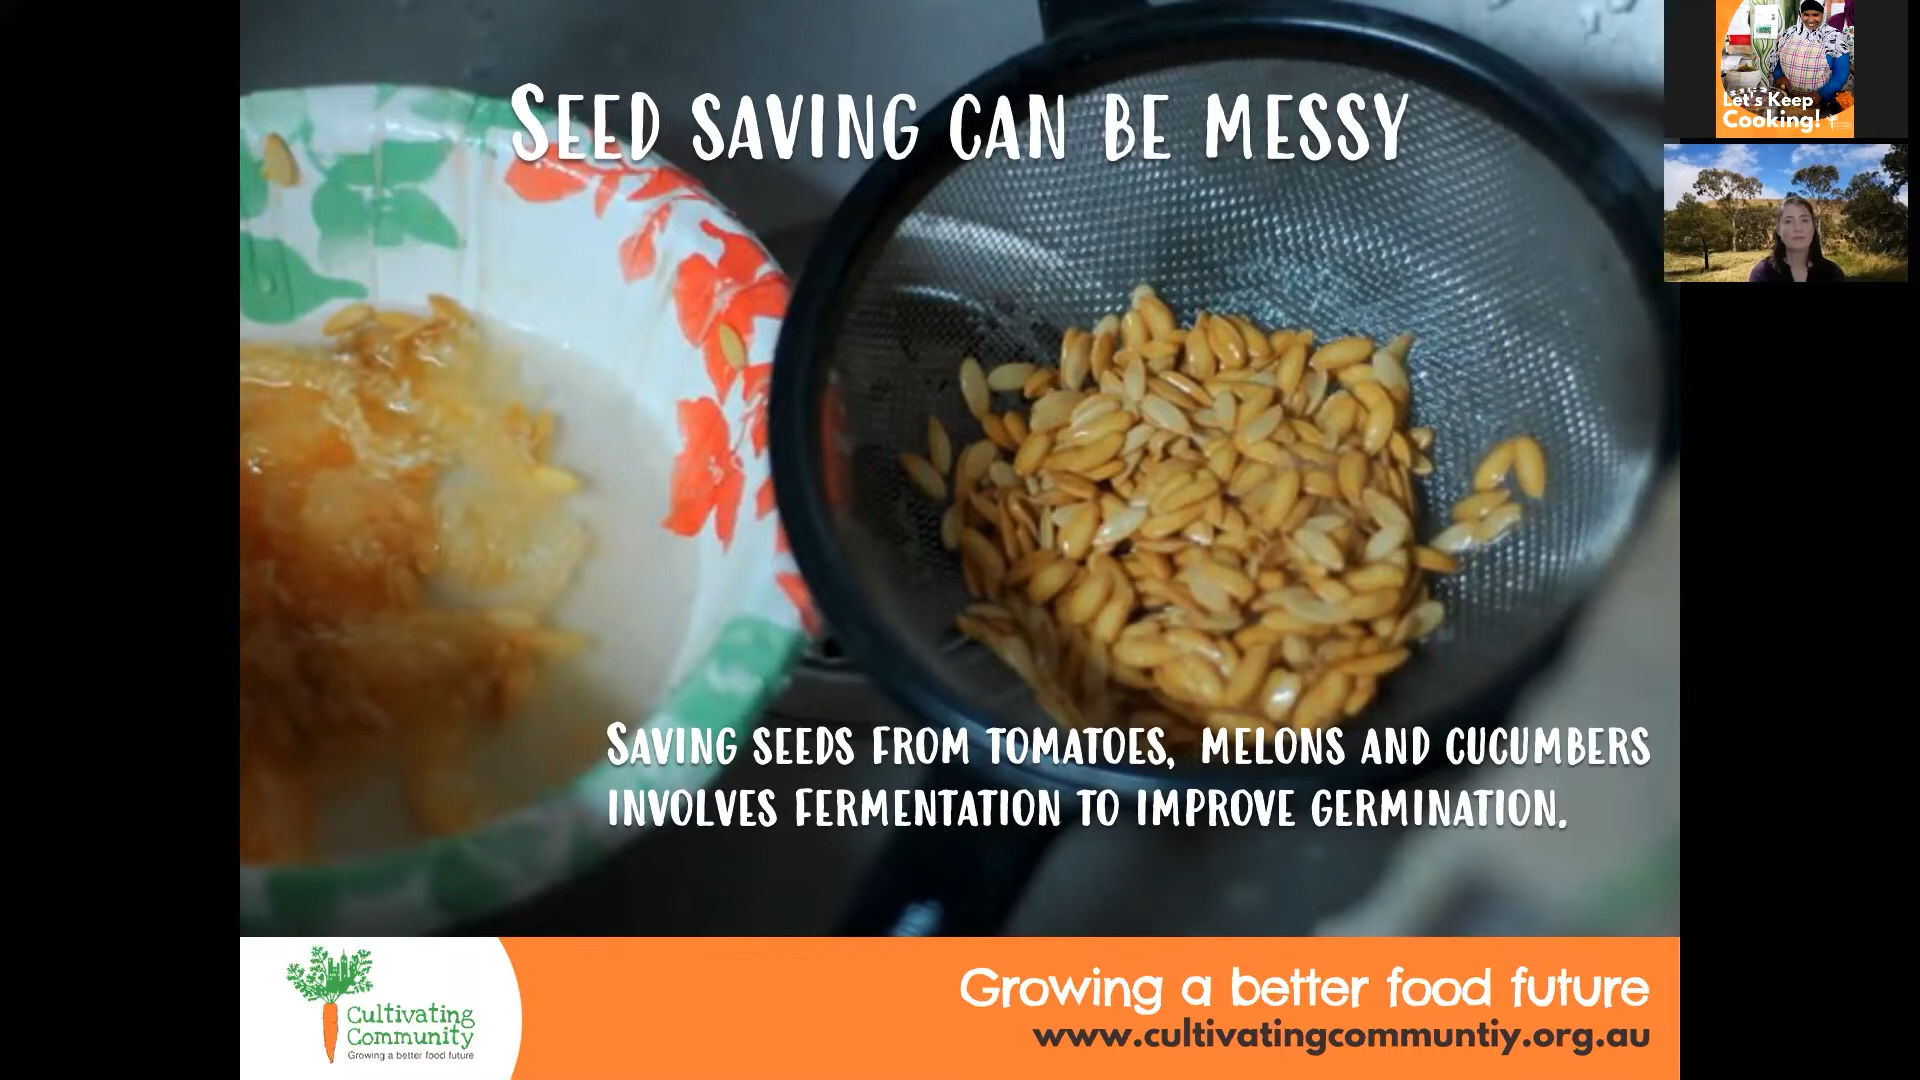 SEED SAVING CAN BE MESSY
Let's Keep
Cooking!
SAVING SEEDS FROM TOMATOES, MELONS AND CUCUMBERS
INVOLVES FERMENTATION TO IMPROVE GERMINATION.
Cultivating
Community
Growing a better food future
Growing a better food future
www.cultivatingcommuntiy.org.au